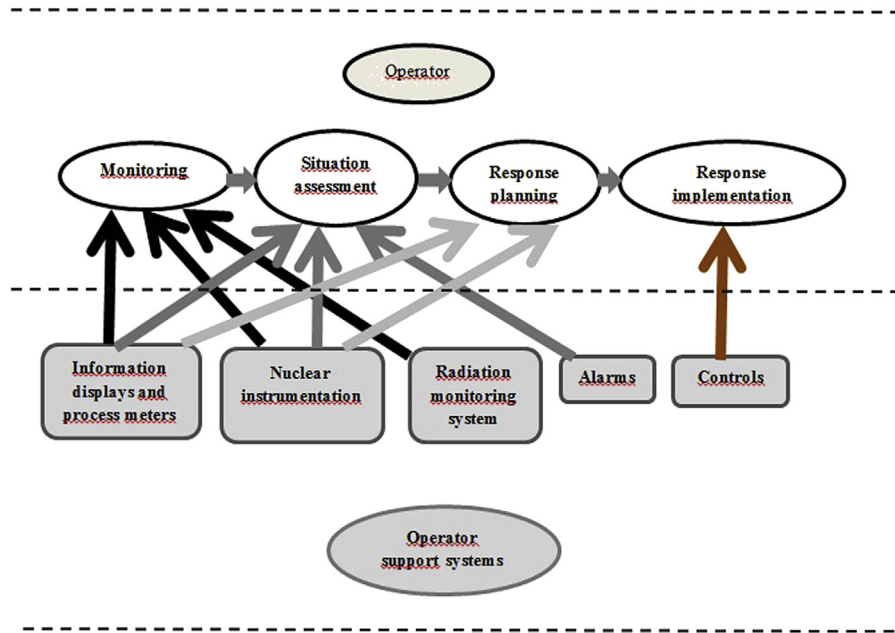 Operator
Monitoring
Situation
assessment
Response
planning
Response
implementation
Information
displays and
process meters
Nuclear
instrumentation
Radiation
monitoring
system
Alarms
Controls
Operator
support systems